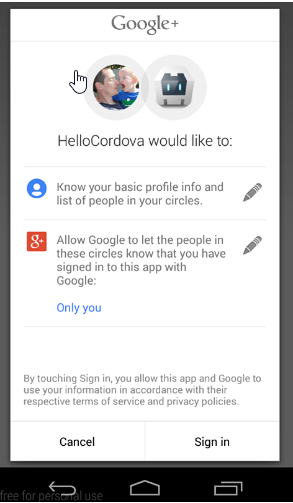 Google+
HelloCordova would like to:
Know your basic profile info and
list of people in your circles.
g+
Allow Google to let the people in
these circles know that you have
signed in to this app with
Google:
Only you
By touching Sign in, you allow this app and Google to
use your information in accordance with their
respective terms of service and privacy policies.
Cancel
Sign in
free for personal use